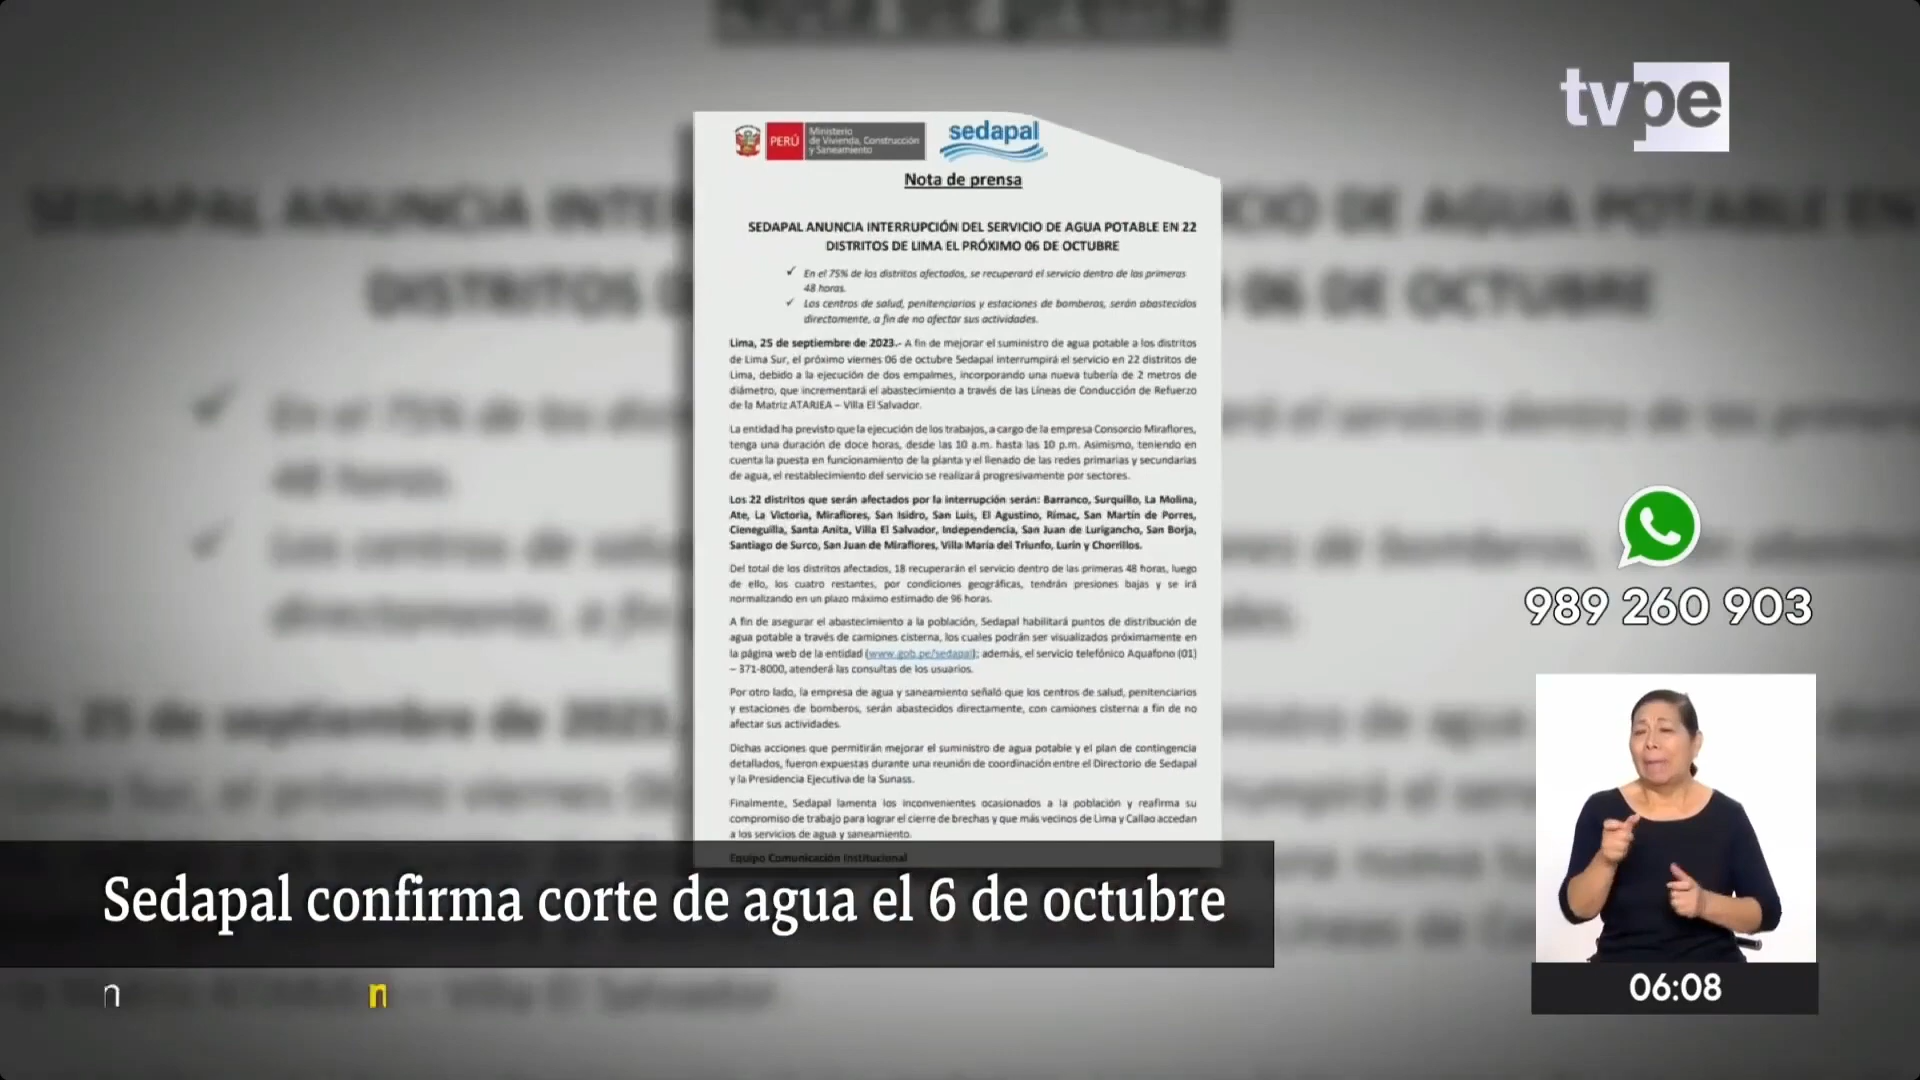 tvpe
PERÚ
Ministerio
de Vivienda, Construcción
y Saneamiento
sedapal
Nota de prensa
SEDAPAL ANUNCIA INTERRUPCIÓN DEL SERVICIO DE AGUA POTABLE EN 22
DISTRITOS DE LIMA EL PRÓXIMO 06 DE OCTUBRE
✓ En el 75% de los distritos afectados, se recuperará el servicio dentro de las primeras
48 horas.
✓ Los centros de salud, penitenciarios y estaciones de bomberos, serán abastecidos
directamente, a fin de no afectar sus actividades.
Lima, 25 de septiembre de 2023.- A fin de mejorar el suministro de agua potable a los distritos
de Lima Sur, el próximo viernes 06 de octubre Sedapal interrumpirá el servicio en 22 distritos de
Lima, debido a la ejecución de dos empalmes, incorporando una nueva tubería de 2 metros de
diámetro, que incrementará el abastecimiento a través de las Líneas de Conducción de Refuerzo
de la Matriz ATARJEA – Villa El Salvador.
La entidad ha previsto que la ejecución de los trabajos, a cargo de la empresa Consorcio Miraflores,
tenga una duración de doce horas, desde las 10 a.m. hasta las 10 p.m. Asimismo, teniendo en
cuenta la puesta en funcionamiento de la planta y el llenado de las redes primarias y secundarias
de agua, el restablecimiento del servicio se realizará progresivamente por sectores.
Los 22 distritos que serán afectados por la interrupción serán: Barranco, Surquillo, La Molina,
Ate, La Victoria, Miraflores, San Isidro, San Luis, El Agustino, Rímac, San Martín de Porres,
Cieneguilla, Santa Anita, Villa El Salvador, Independencia, San Juan de Lurigancho, San Borja,
Santiago de Surco, San Juan de Miraflores, Villa María del Triunfo, Lurín y Chorrillos.
Del total de los distritos afectados, 18 recuperarán el servicio dentro de las primeras 48 horas, luego
de ello, los cuatro restantes, por condiciones geográficas, tendrán presiones bajas y se irá
normalizando en un plazo máximo estimado de 96 horas.
A fin de asegurar el abastecimiento a la población, Sedapal habilitará puntos de distribución de
agua potable a través de camiones cisterna, los cuales podrán ser visualizados próximamente en
la página web de la entidad (www.gob.pe/sedapal); además, el servicio telefónico Aquafono (01)
– 371-8000, atenderá las consultas de los usuarios.
Por otro lado, la empresa de agua y saneamiento señaló que los centros de salud, penitenciarios
y estaciones de bomberos, serán abastecidos directamente, con camiones cisterna a fin de no
afectar sus actividades.
Dichas acciones que permitirán mejorar el suministro de agua potable y el plan de contingencia
detallados, fueron expuestas durante una reunión de coordinación entre el Directorio de Sedapal
y la Presidencia Ejecutiva de la Sunass.
Finalmente, Sedapal lamenta los inconvenientes ocasionados a la población y reafirma su
compromiso de trabajo para lograr el cierre de brechas y que más vecinos de Lima y Callao accedan
a los servicios de agua y saneamiento.
Equipo Comunicación Institucional
989 260 903
Sedapal confirma corte de agua el 6 de octubre
n n
06:08